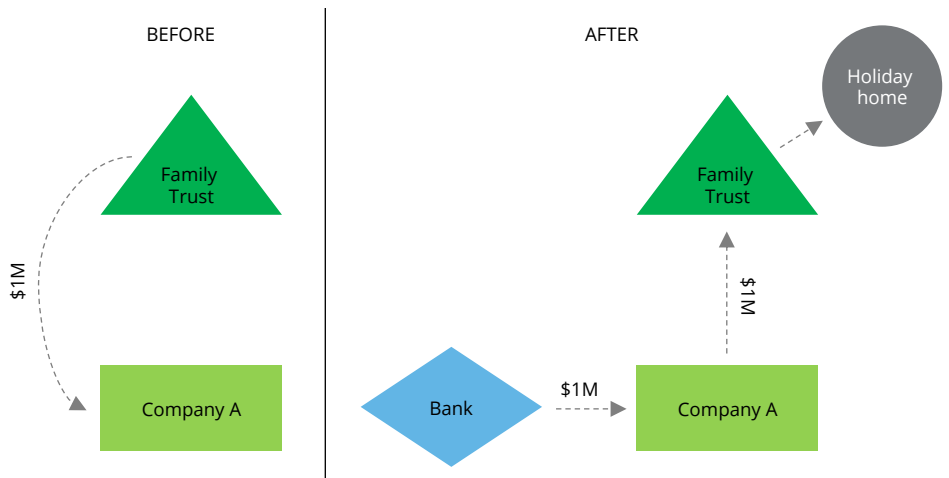 BEFORE
Family
Trust
$1M
Company A
AFTER
Holiday
home
Family
Trust
$1M
Bank
$1M
Company A